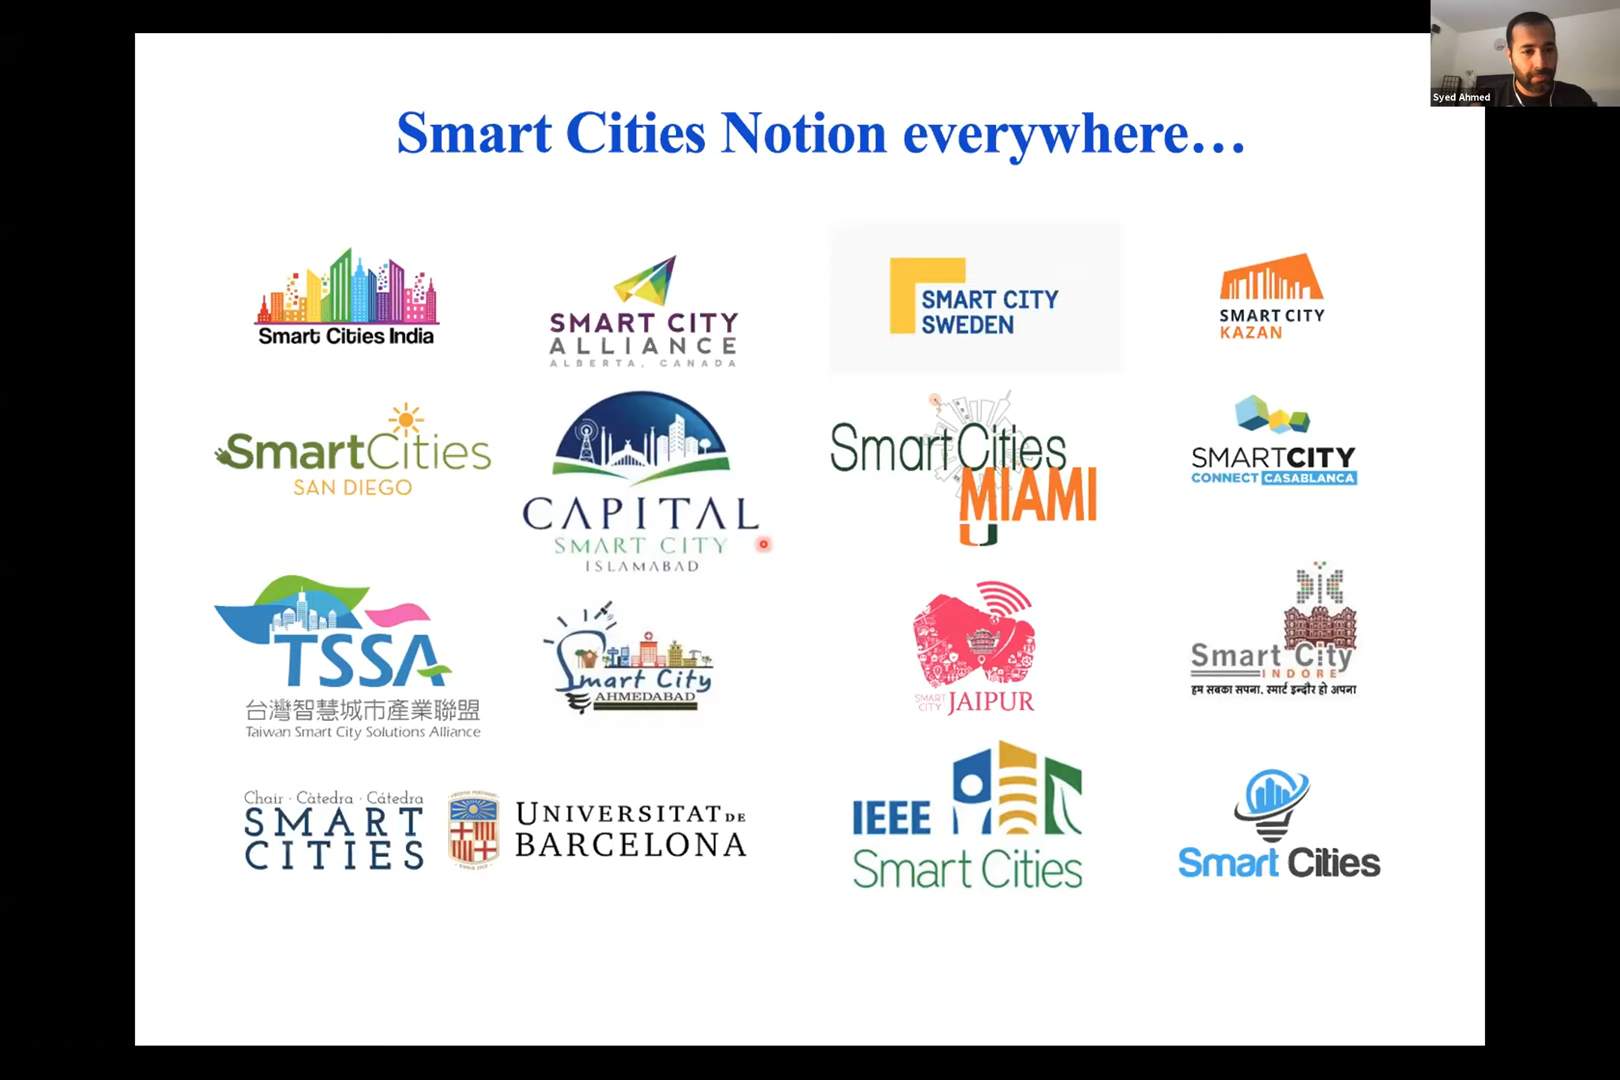 Syed Ahmed
Smart Cities Notion everywhere...
Smart Cities India
SMART CITY
ALLIANCE
ALBERTA, CANADA
SMART CITY
SWEDEN
SMART CITY
KAZAN
SmartCities
SAN DIEGO
CAPITAL
SMART CITY
ISLAMABAD
SmartCities
MIAMI
U
SMARTCITY
CONNECT CASABLANCA
TSSA
台灣智慧城市產業聯盟
Taiwan Smart City Solutions Alliance
Smart City
AHMEDABAD
SMART
CITY JAIPUR
Smart City
INDORE
हम सबका सपना, स्मार्ट इन्दौर हो अपना
Chair · Càtedra · Cátedra
SMART
CITIES
UNIVERSITAT DE
BARCELONA
IEEE
Smart Cities
Smart Cities